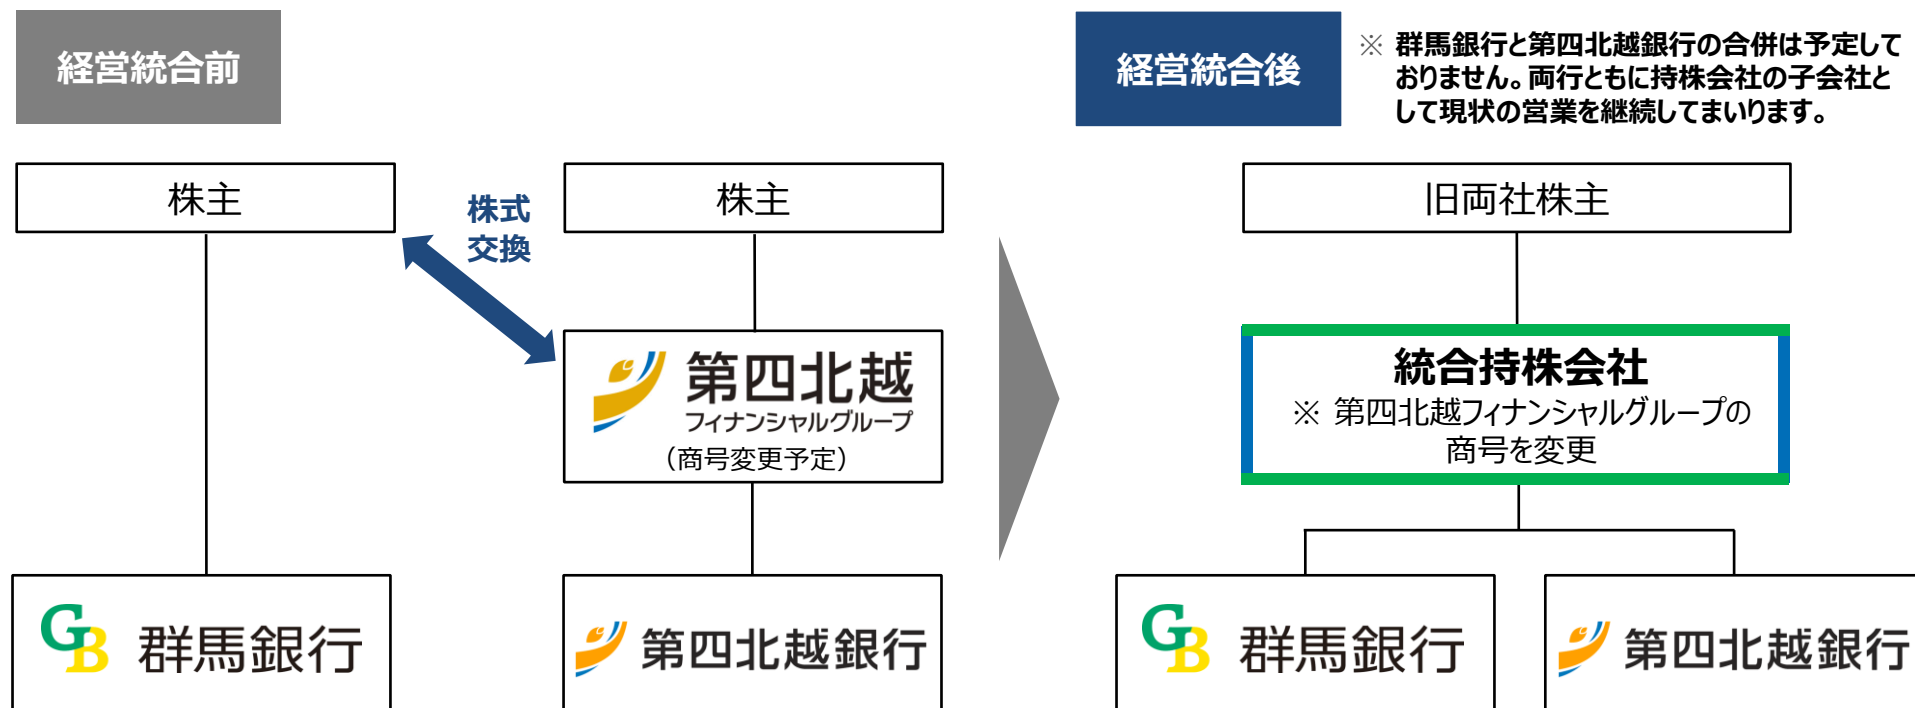 経営統合前
株主
株式
交換
株主
第四北越
フィナンシャルグループ
（商号変更予定）
GB 群馬銀行
第四北越銀行
経営統合後
※ 群馬銀行と第四北越銀行の合併は予定して
おりません。両行ともに持株会社の子会社と
して現状の営業を継続してまいります。
旧両社株主
統合持株会社
※ 第四北越フィナンシャルグループの
商号を変更
GB 群馬銀行
第四北越銀行